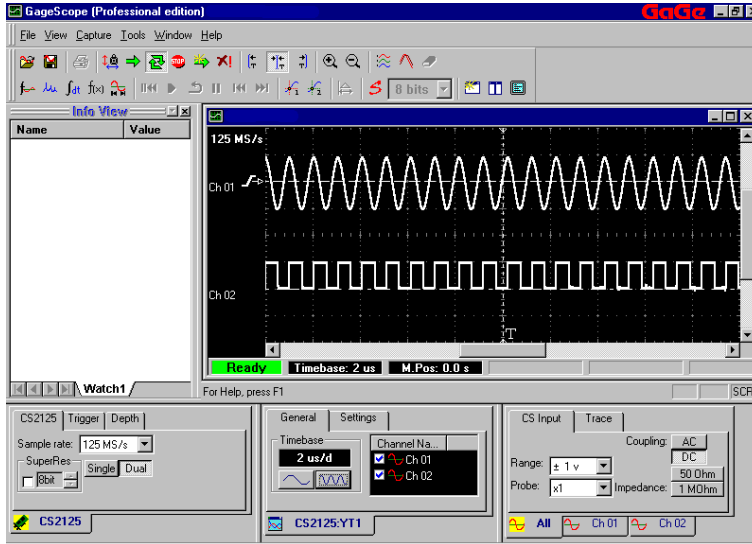 GageScope (Professional edition) GaGe
File View Capture Tools Window Help
∫dt f(x) 8 bits
Info View
Name Value
125 MS/s
Ch 01
Ch 02
T
Ready Timebase: 2 us M.Pos: 0.0 s
Watch1
For Help, press F1 SCR
CS2125 Trigger Depth
Sample rate: 125 MS/s
SuperRes
8bit Single Dual
CS2125
General Settings
Timebase Channel Na...
2 us/d Ch 01
Ch 02
CS2125:YT1
CS Input Trace
Coupling: AC
DC
Range: ± 1 v
50 Ohm
Probe: x1 Impedance: 1 MOhm
All Ch 01 Ch 02